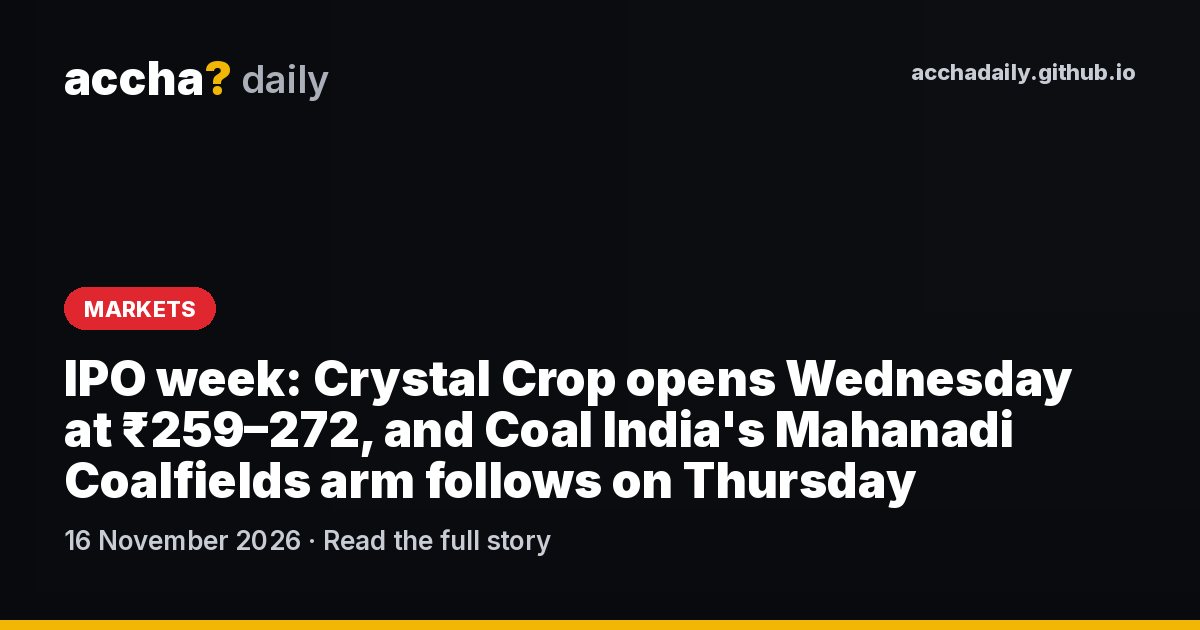 accha? daily
acchadaily.github.io
MARKETS
IPO week: Crystal Crop opens Wednesday
at ₹259–272, and Coal India's Mahanadi
Coalfields arm follows on Thursday
16 November 2026 · Read the full story